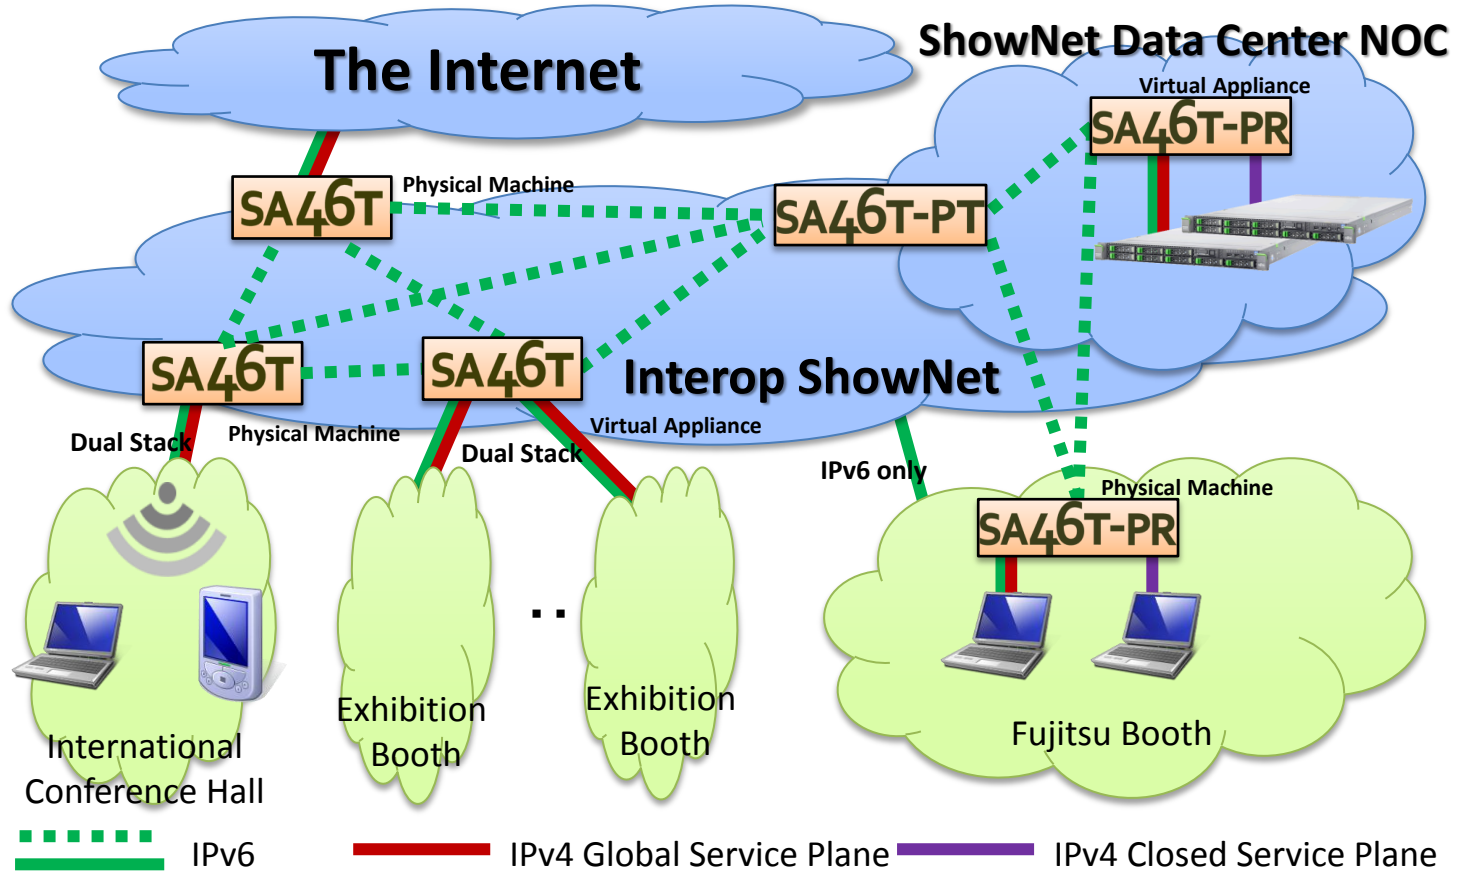 The Internet
ShowNet Data Center NOC
Virtual Appliance
SA46T-PR
Physical Machine
SA46T
SA46T-PT
SA46T
SA46T
Interop ShowNet
Dual Stack
Physical Machine
Virtual Appliance
Dual Stack
IPv6 only
Physical Machine
SA46T-PR
. .
Exhibition
Booth
Exhibition
Booth
Fujitsu Booth
International
Conference Hall
IPv6
IPv4 Global Service Plane
IPv4 Closed Service Plane